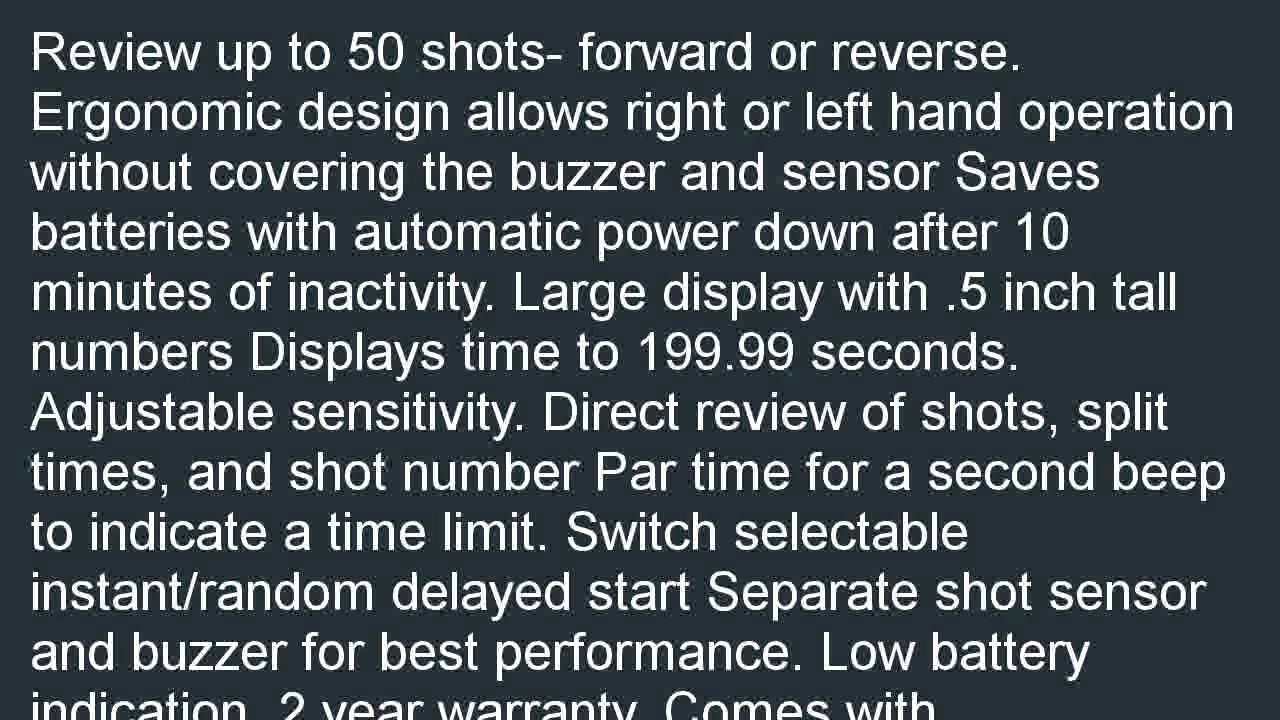 Review up to 50 shots- forward or reverse.
Ergonomic design allows right or left hand operation
without covering the buzzer and sensor Saves
batteries with automatic power down after 10
minutes of inactivity. Large display with .5 inch tall
numbers Displays time to 199.99 seconds.
Adjustable sensitivity. Direct review of shots, split
times, and shot number Par time for a second beep
to indicate a time limit. Switch selectable
instant/random delayed start Separate shot sensor
and buzzer for best performance. Low battery
indication. 2 year warranty. Comes with